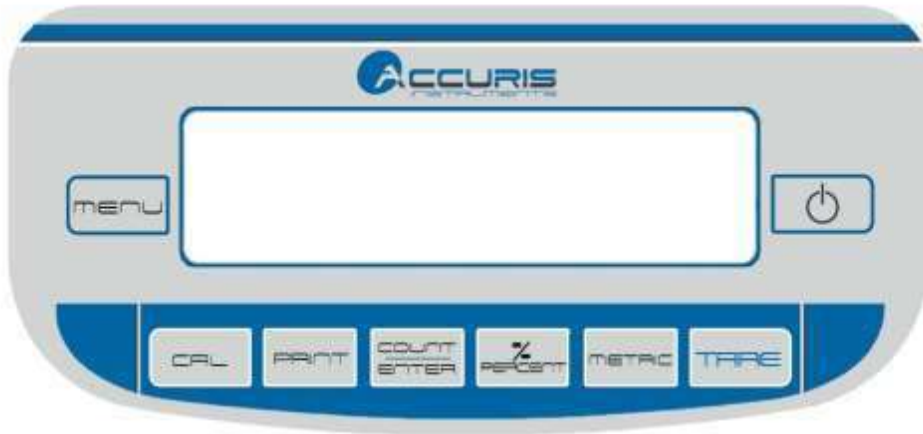 ACCURIS
INSTRUMENTS
MENU
CAL
PRINT
COUNT
ENTER
%
PERCENT
METRIC
TARE